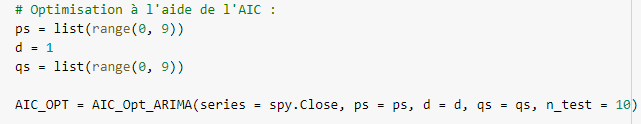 # Optimisation à l'aide de l'AIC :
ps = list(range(0, 9))
d = 1
qs = list(range(0, 9))
AIC_OPT = AIC_Opt_ARIMA(series = spy.Close, ps = ps, d = d, qs = qs, n_test = 10)